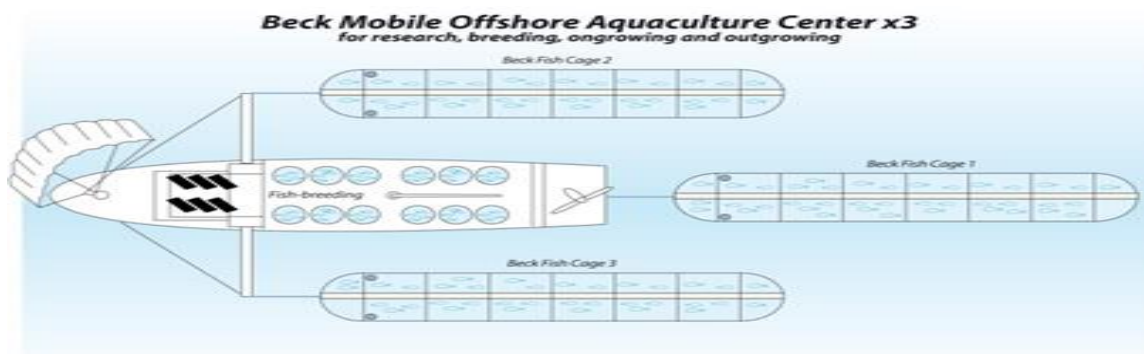 Beck Mobile Offshore Aquaculture Center x3
for research, breeding, ongrowing and outgrowing
Beck Fish Cage 2
Beck Fish Cage 1
Fish-breeding
Beck Fish Cage 3